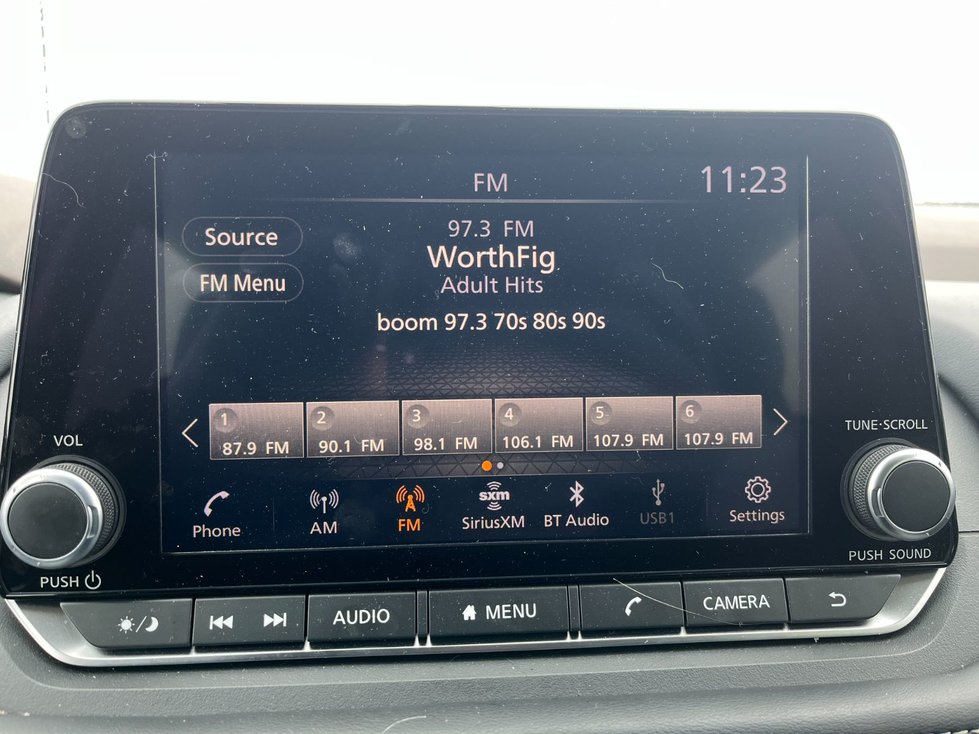 FM
11:23
Source
FM Menu
97.3 FM
WorthFig
Adult Hits
boom 97.3 70s 80s 90s
1
87.9 FM
2
90.1 FM
3
98.1 FM
4
106.1 FM
5
107.9 FM
6
107.9 FM
Phone
AM
FM
sxm
SiriusXM
BT Audio
USB1
Settings
VOL
PUSH
TUNE·SCROLL
PUSH SOUND
AUDIO
MENU
CAMERA